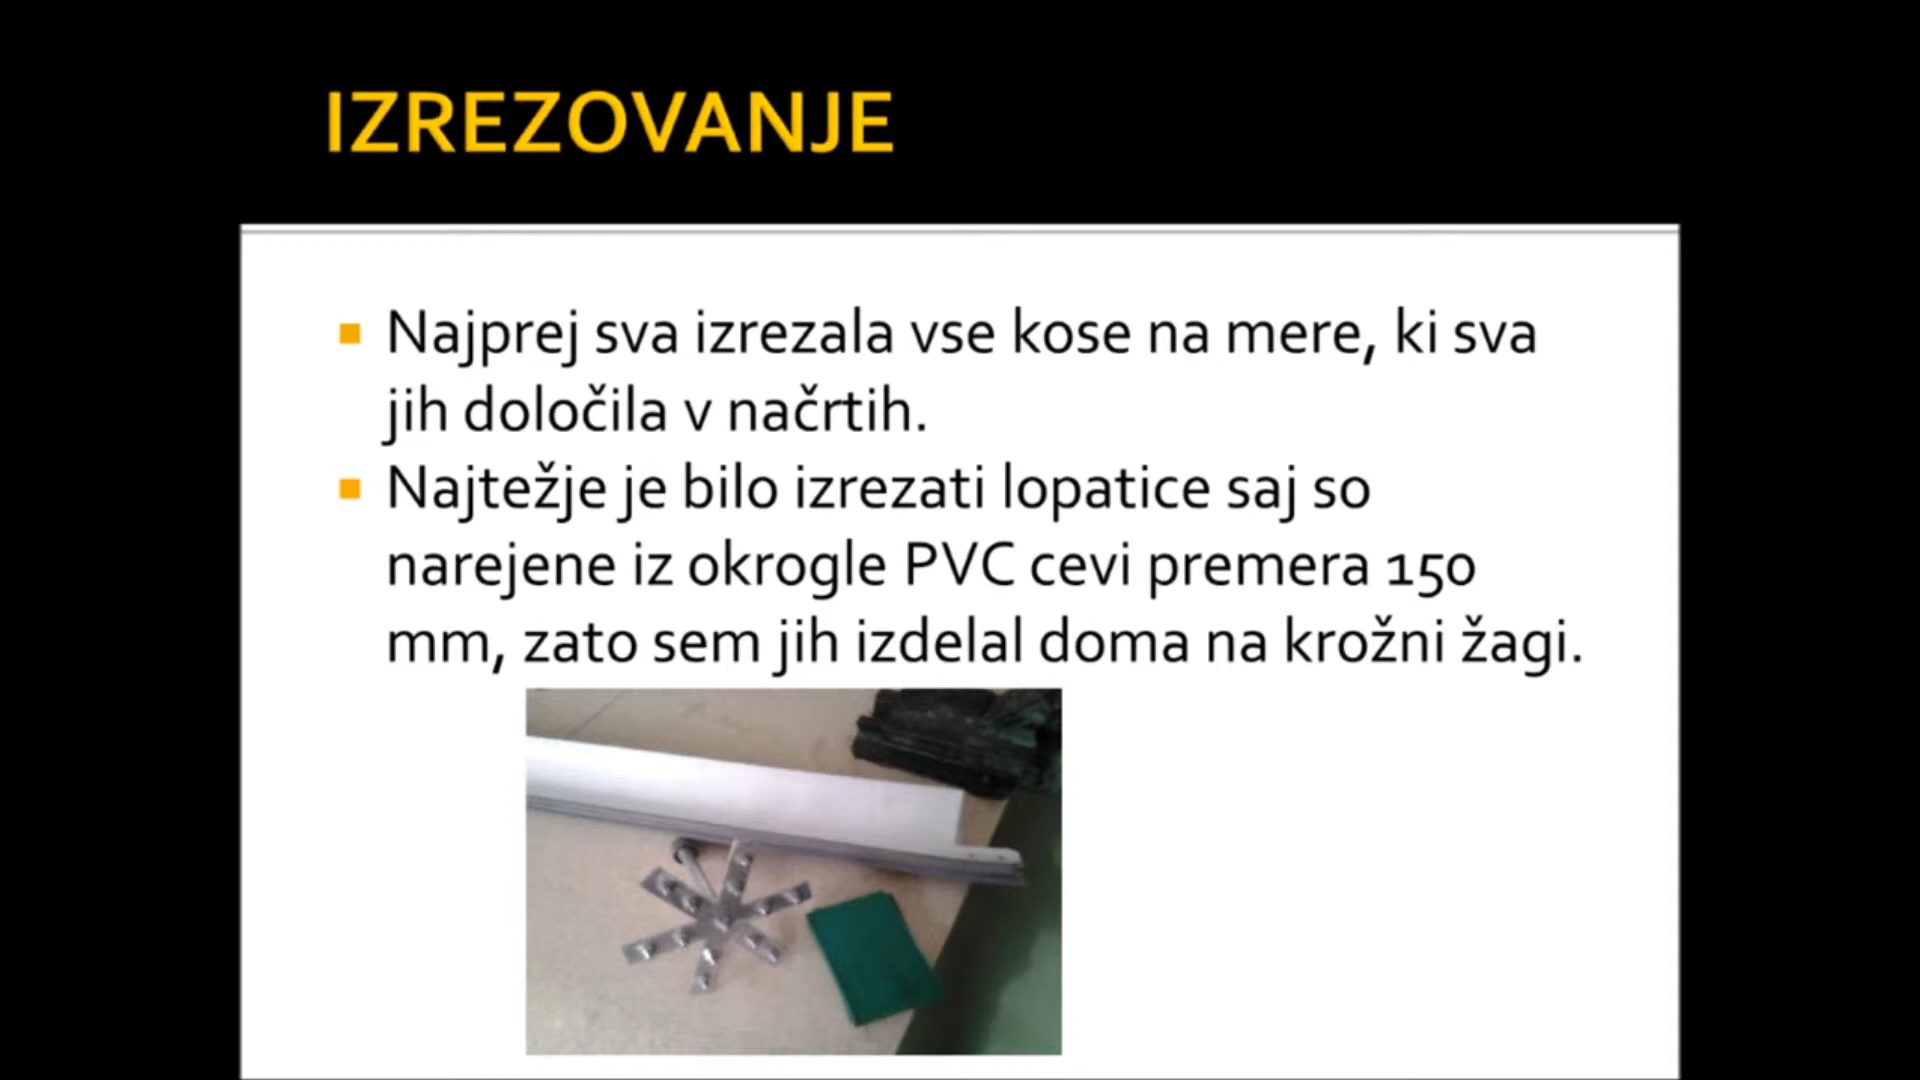 IZREZOVANJE
Najprej sva izrezala vse kose na mere, ki sva
jih določila v načrtih.
Najtežje je bilo izrezati lopatice saj so
narejene iz okrogle PVC cevi premera 150
mm, zato sem jih izdelal doma na krožni žagi.